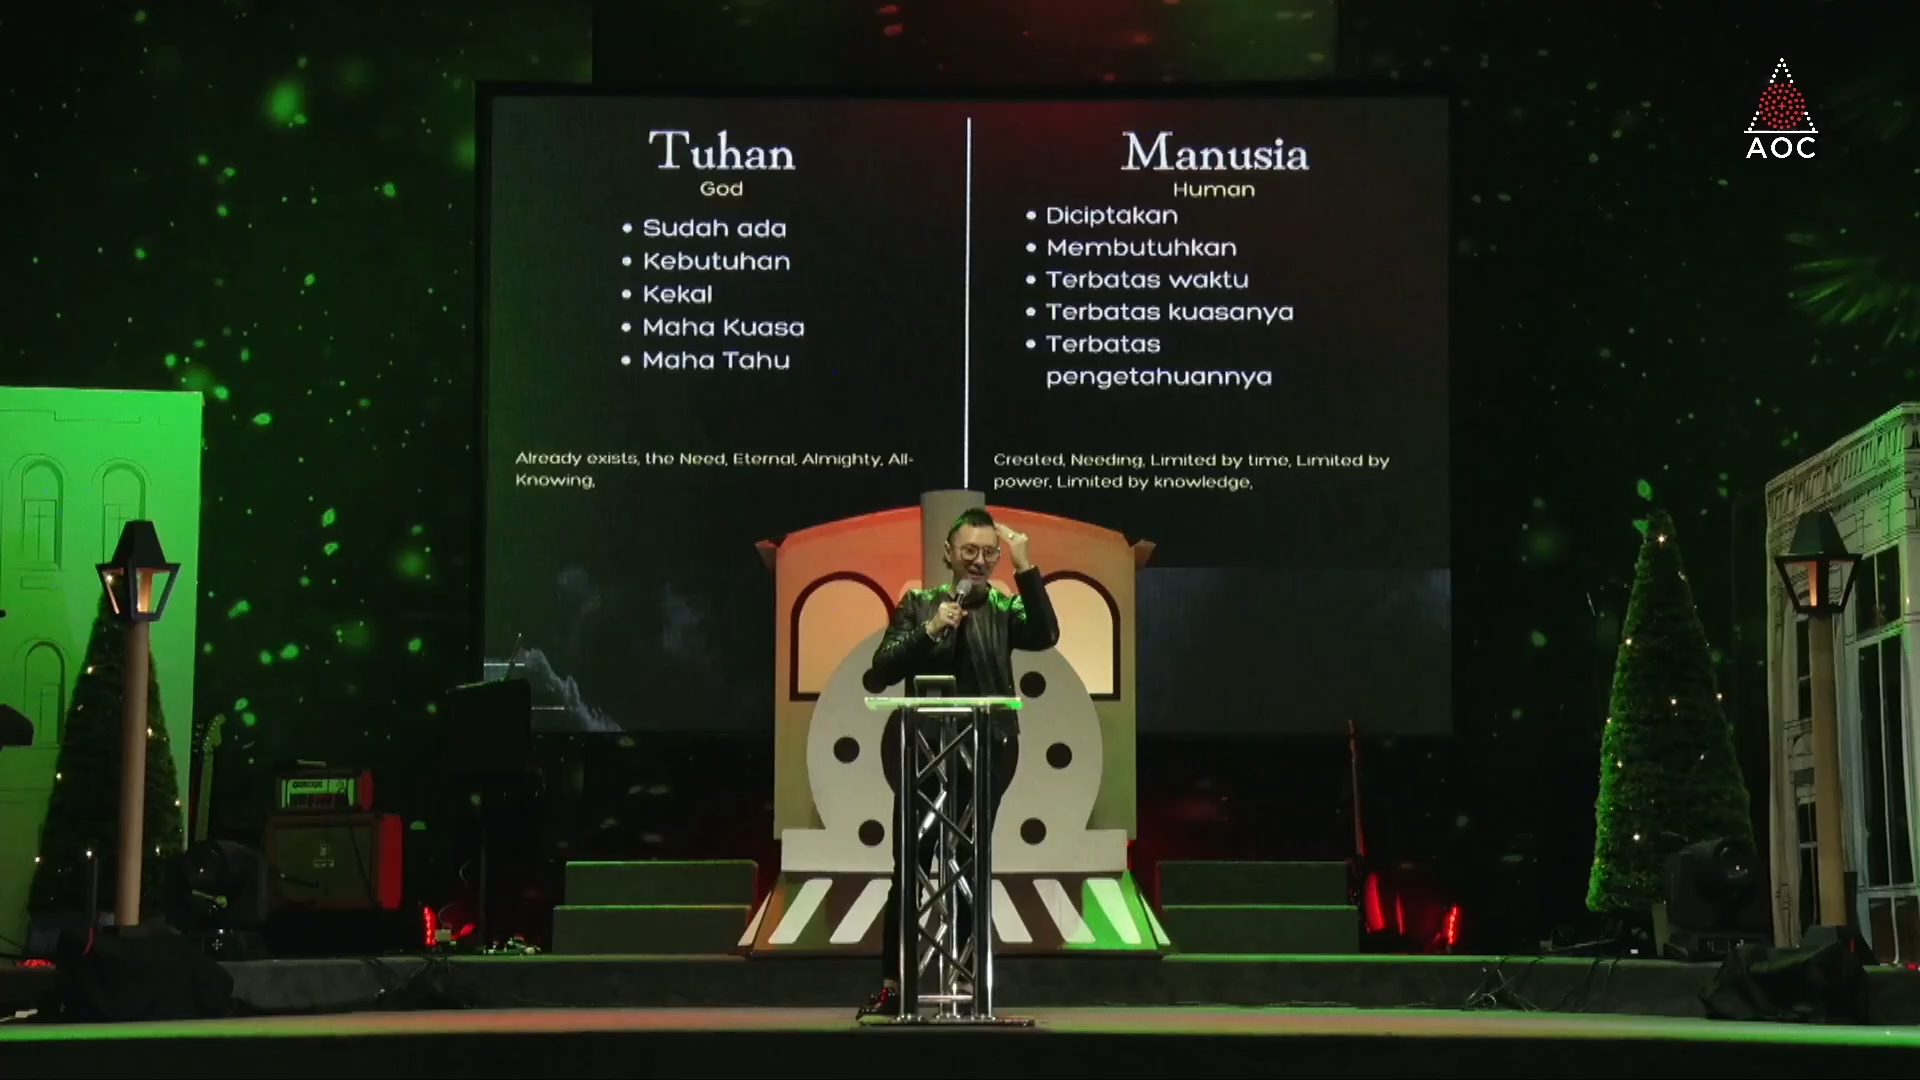 Tuhan
God
• Sudah ada
• Kebutuhan
• Kekal
• Maha Kuasa
• Maha Tahu
Already exists, the Need, Eternal, Almighty, All-
Knowing,
Manusia
Human
• Diciptakan
• Membutuhkan
• Terbatas waktu
• Terbatas kuasanya
• Terbatas
pengetahuannya
Created, Needing, Limited by time, Limited by
power, Limited by knowledge,
AOC
ORANGE